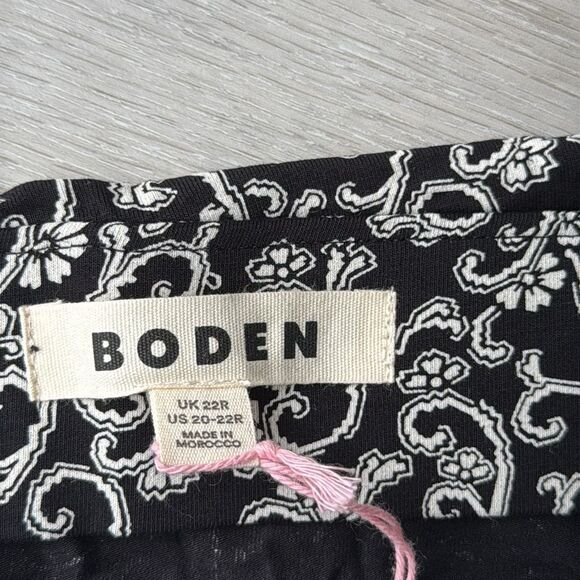 BODEN
UK 22R
US 20-22R
MADE IN
MOROCCO